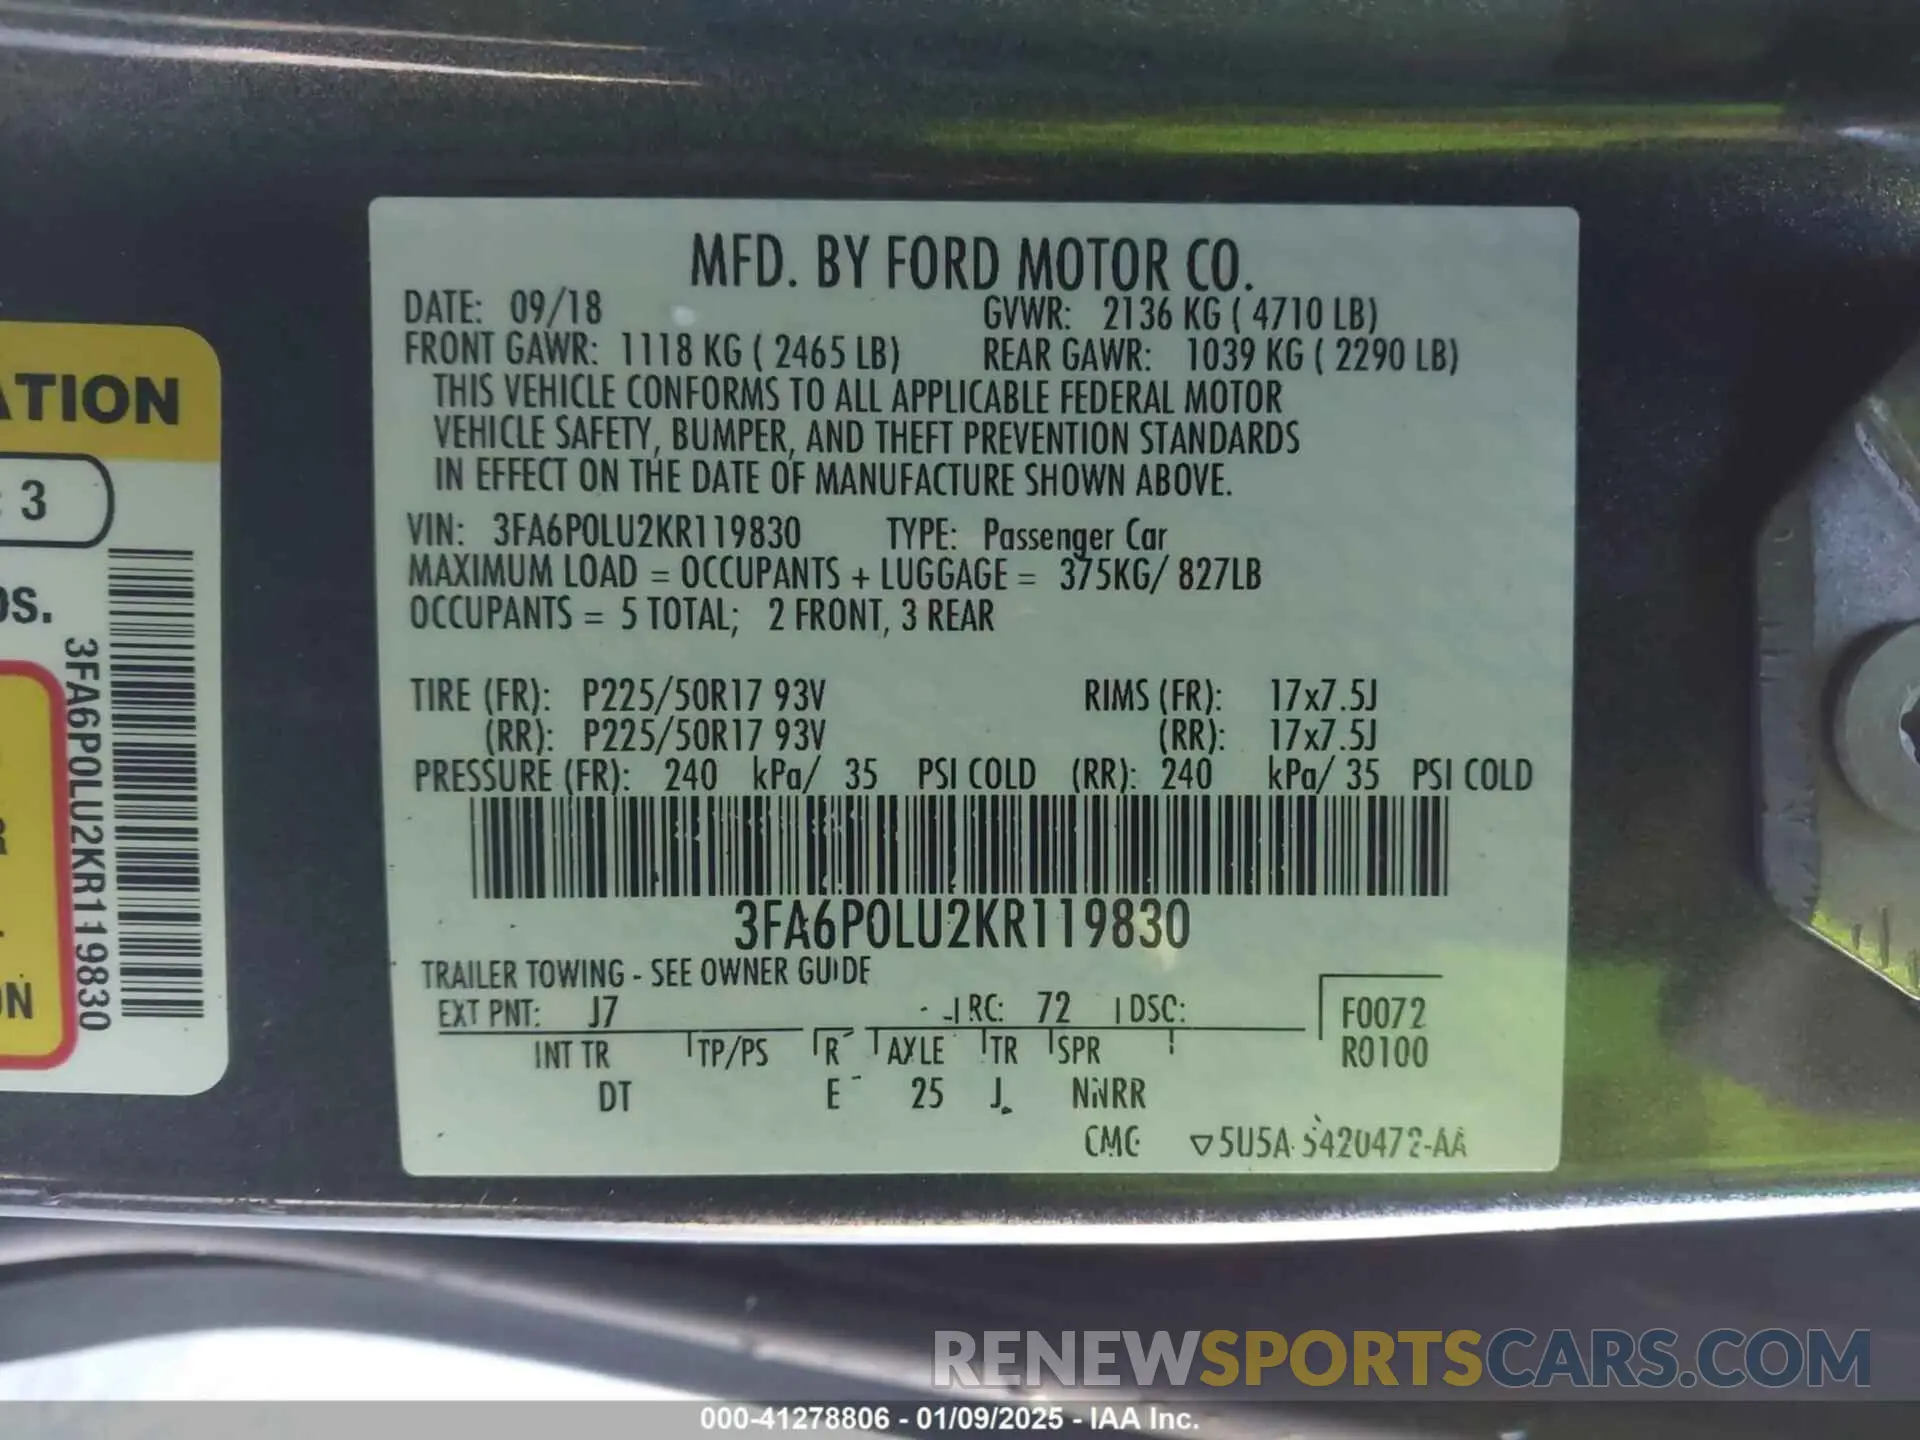 MFD. BY FORD MOTOR CO.
DATE: 09/18 GVWR: 2136 KG ( 4710 LB)
FRONT GAWR: 1118 KG ( 2465 LB) REAR GAWR: 1039 KG ( 2290 LB)
THIS VEHICLE CONFORMS TO ALL APPLICABLE FEDERAL MOTOR
VEHICLE SAFETY, BUMPER, AND THEFT PREVENTION STANDARDS
IN EFFECT ON THE DATE OF MANUFACTURE SHOWN ABOVE.
VIN: 3FA6P0LU2KR119830 TYPE: Passenger Car
MAXIMUM LOAD = OCCUPANTS + LUGGAGE = 375KG/ 827LB
OCCUPANTS = 5 TOTAL; 2 FRONT, 3 REAR
TIRE (FR): P225/50R17 93V RIMS (FR): 17x7.5J
(RR): P225/50R17 93V (RR): 17x7.5J
PRESSURE (FR): 240 kPa/ 35 PSI COLD (RR): 240 kPa/ 35 PSI COLD
3FA6P0LU2KR119830
TRAILER TOWING - SEE OWNER GUIDE
EXT PNT: J7 RC: 72 DSC: F0072
INT TR TP/PS R AXLE TR SPR R0100
DT E 25 J NNRR
CMC ▽5U5A-5420472-AA
ATION
: 3
OS.
3FA6P0LU2KR119830
R
ON
RENEWSPORTSCARS.COM
000-41278806 - 01/09/2025 - IAA Inc.